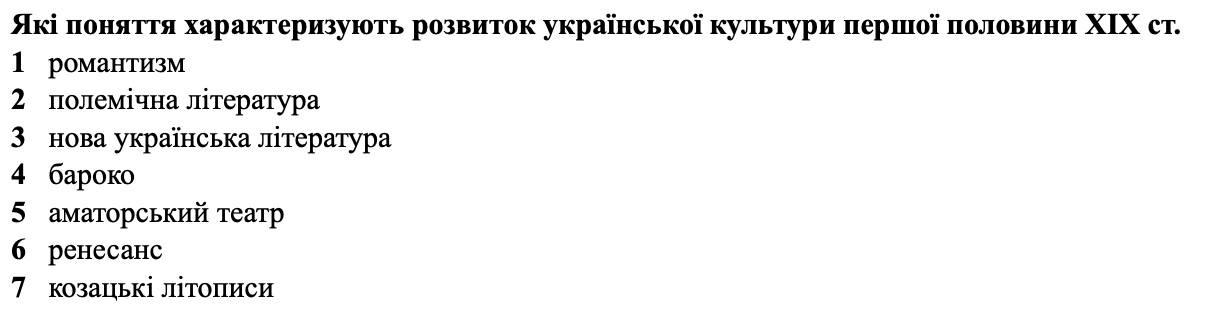 Які поняття характеризують розвиток української культури першої половини XIX ст.
1 романтизм
2 полемічна література
3 нова українська література
4 бароко
5 аматорський театр
6 ренесанс
7 козацькі літописи